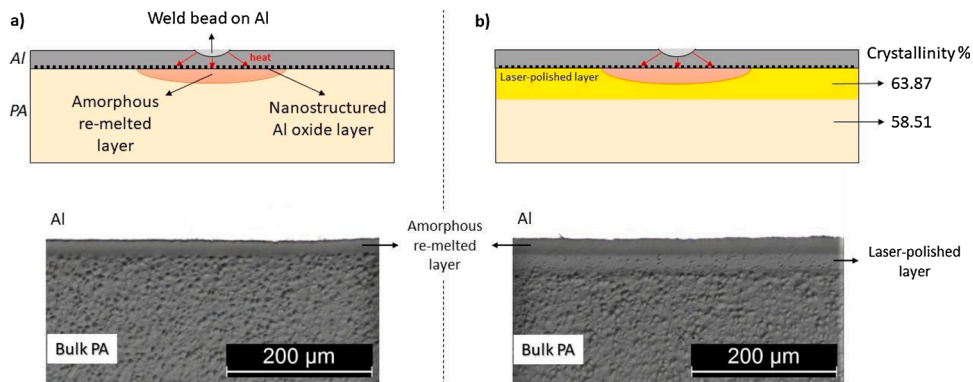 a)
Weld bead on Al
Al
heat
PA
Amorphous
re-melted
layer
Nanostructured
Al oxide layer
b)
Crystallinity %
Laser-polished layer
63.87
58.51
Al
Amorphous
re-melted
layer
Bulk PA
200 µm
Al
Laser-polished
layer
Bulk PA
200 µm